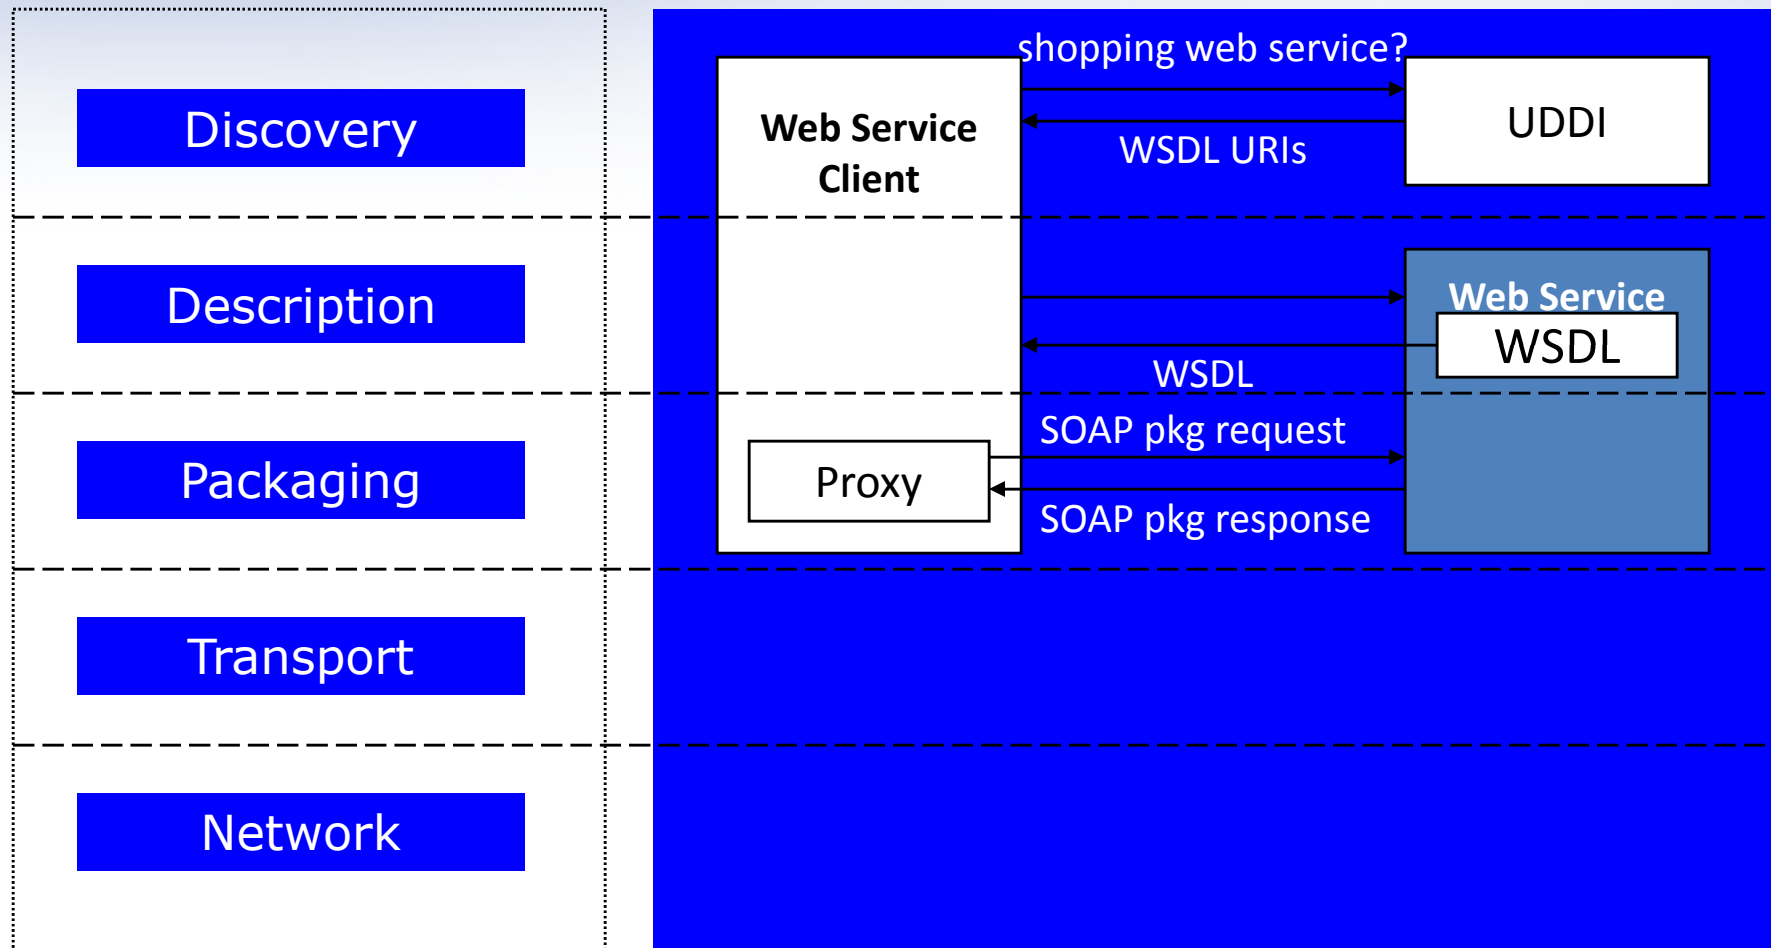 Discovery
Description
Packaging
Transport
Network
shopping web service?
Web Service
Client
UDDI
WSDL URIs
Web Service
WSDL
WSDL
SOAP pkg request
Proxy
SOAP pkg response